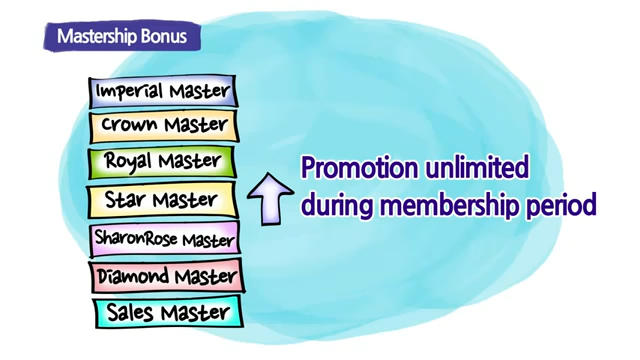 Mastership Bonus
Imperial Master
Crown Master
Royal Master
Star Master
SharonRose Master
Diamond Master
Sales Master
Promotion unlimited
during membership period